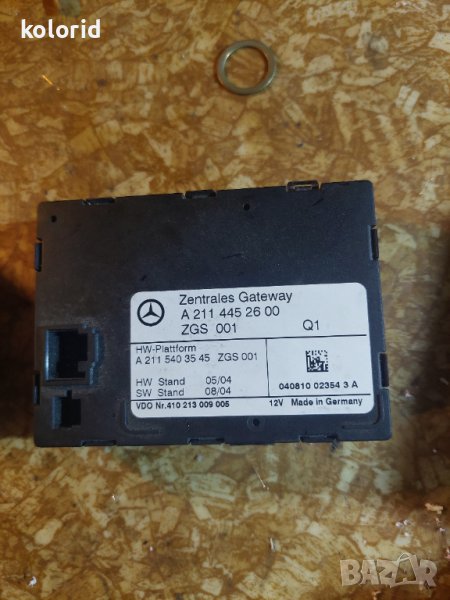 kolorid
Zentrales Gateway
A 211 445 26 00
ZGS 001 Q1
HW-Plattform
A 211 540 35 45 ZGS 001
HW Stand 05/04
SW Stand 08/04
040810 02354 3 A
VDO Nr.410 213 009 005 12V Made in Germany
BAZAR